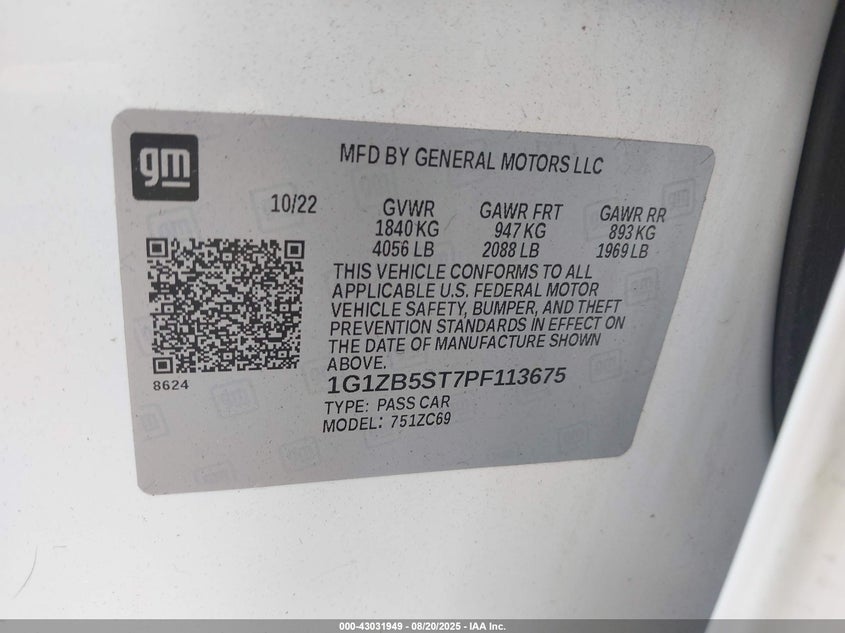 gm
MFD BY GENERAL MOTORS LLC
10/22 GVWR GAWR FRT GAWR RR
1840 KG 947 KG 893 KG
4056 LB 2088 LB 1969 LB
THIS VEHICLE CONFORMS TO ALL
APPLICABLE U.S. FEDERAL MOTOR
VEHICLE SAFETY, BUMPER, AND THEFT
PREVENTION STANDARDS IN EFFECT ON
THE DATE OF MANUFACTURE SHOWN
ABOVE.
8624
1G1ZB5ST7PF113675
TYPE: PASS CAR
MODEL: 751ZC69
000-43031949 - 08/20/2025 - IAA Inc.